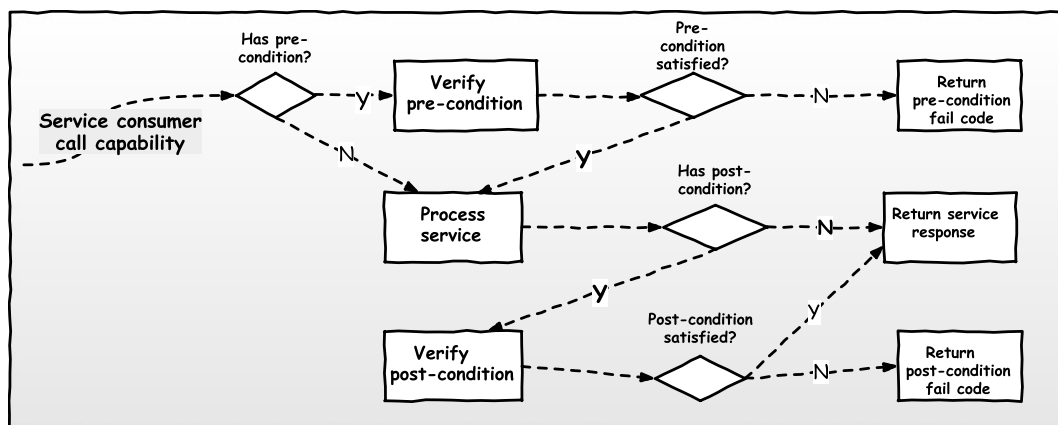 Has pre-
condition?
Pre-
condition
satisfied?
Verify
pre-condition
Return
pre-condition
fail code
Y
N
Service consumer
call capability
N
Y
Has post-
condition?
Process
service
Return service
response
N
Y
Post-condition
satisfied?
Y
Verify
post-condition
N
Return
post-condition
fail code